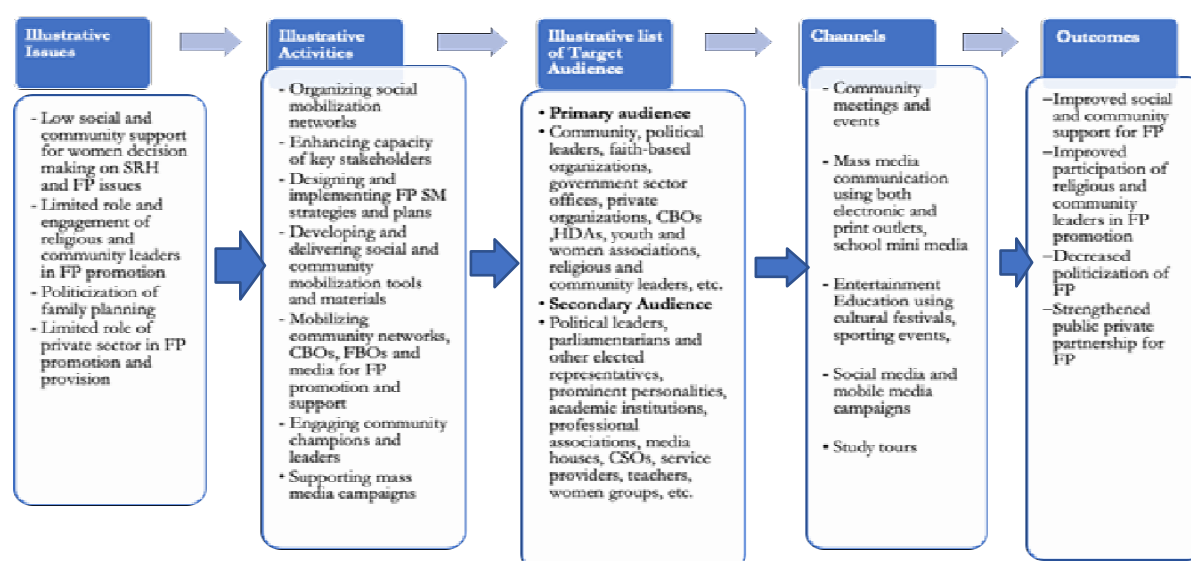 Illustrative
Issues
- Low social and
community support
for women decision
making on SRH
and FP issues
- Limited role and
engagement of
religious and
community leaders
in FP promotion
- Politicization of
family planning
- Limited role of
private sector in FP
promotion and
provision
Illustrative
Activities
- Organizing social
mobilization
networks
- Enhancing capacity
of key stakeholders
- Designing and
implementing FP SM
strategies and plans
- Developing and
delivering social and
community
mobilization tools
and materials
- Mobilizing
community networks,
CBOs, FBOs and
media for FP
promotion and
support
- Engaging community
champions and
leaders
• Supporting mass
media campaigns
Illustrative list
of Target
Audience
• Primary audience
• Community, political
leaders, faith-based
organizations,
government sector
offices, private
organizations, CBOs
,HDAs, youth and
women associations,
religious and
community leaders, etc.
• Secondary Audience
• Political leaders,
parliamentarians and
other elected
representatives,
prominent personalities,
academic institutions,
professional
associations, media
houses, CSOs, service
providers, teachers,
women groups, etc.
Channels
- Community
meetings and
events
- Mass media
communication
using both
electronic and
print outlets,
school mini media
- Entertainment
Education using
cultural festivals,
sporting events,
- Social media and
mobile media
campaigns
• Study tours
Outcomes
–Improved social
and community
support for FP
–Improved
participation of
religious and
community
leaders in FP
promotion
–Decreased
politicization of
FP
–Strengthened
public private
partnership for
FP